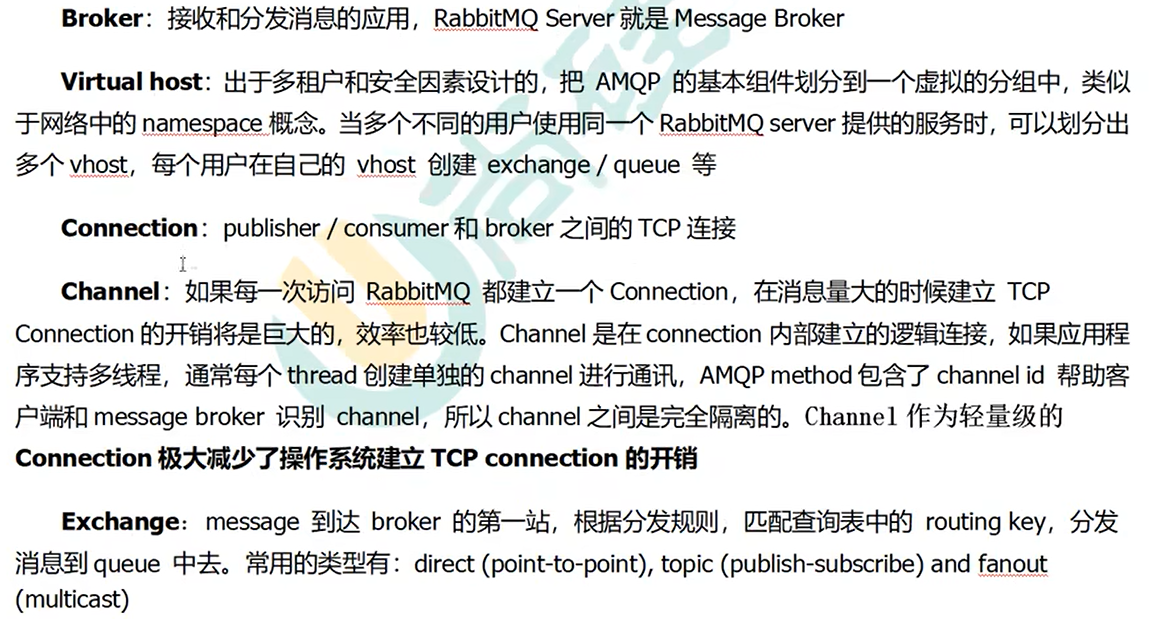 Broker：接收和分发消息的应用，RabbitMQ Server 就是 Message Broker
Virtual host：出于多租户和安全因素设计的，把 AMQP 的基本组件划分到一个虚拟的分组中，类似
于网络中的 namespace 概念。当多个不同的用户使用同一个 RabbitMQ server 提供的服务时，可以划分出
多个 vhost，每个用户在自己的 vhost 创建 exchange / queue 等
Connection：publisher / consumer 和 broker 之间的 TCP 连接
Channel：如果每一次访问 RabbitMQ 都建立一个 Connection，在消息量大的时候建立 TCP
Connection 的开销将是巨大的，效率也较低。Channel 是在 connection 内部建立的逻辑连接，如果应用程
序支持多线程，通常每个 thread 创建单独的 channel 进行通讯，AMQP method 包含了 channel id 帮助客
户端和 message broker 识别 channel，所以 channel 之间是完全隔离的。Channel 作为轻量级的
Connection 极大减少了操作系统建立 TCP connection 的开销
Exchange：message 到达 broker 的第一站，根据分发规则，匹配查询表中的 routing key，分发
消息到 queue 中去。常用的类型有：direct (point-to-point), topic (publish-subscribe) and fanout
(multicast)
尚硅